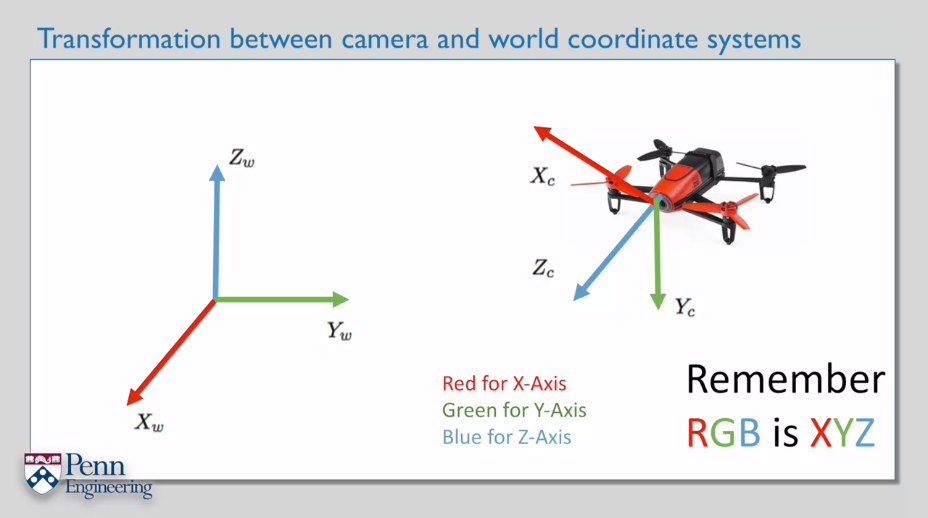 Transformation between camera and world coordinate systems
Z_w
Y_w
X_w
X_c
Z_c
Y_c
Red for X-Axis
Green for Y-Axis
Blue for Z-Axis
Remember
RGB is XYZ
Penn
Engineering